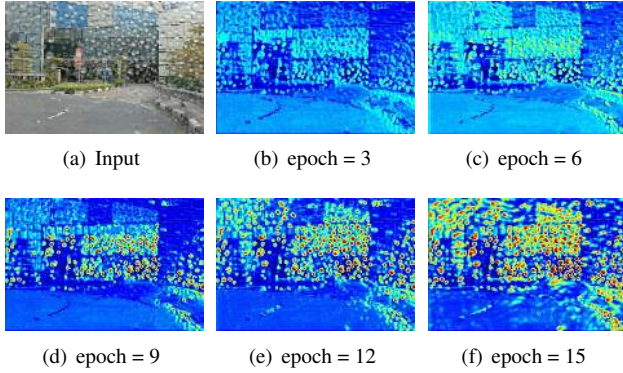 (a) Input
(b) epoch = 3
(c) epoch = 6
(d) epoch = 9
(e) epoch = 12
(f) epoch = 15